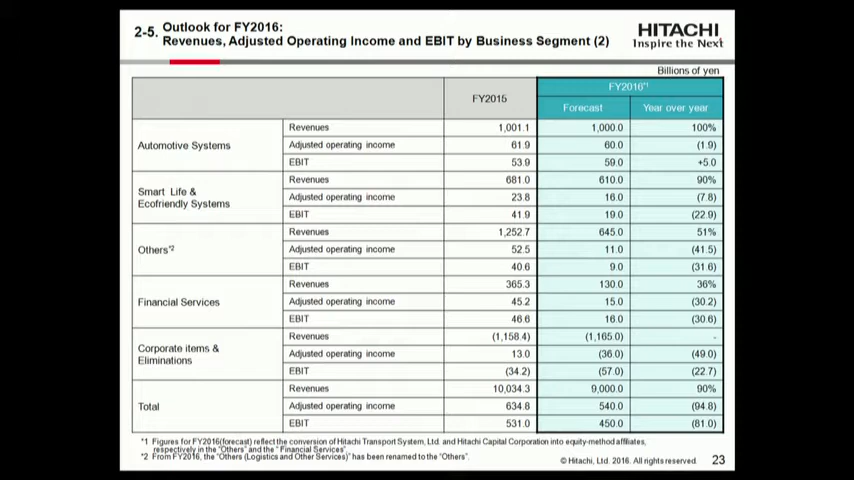 2-5. Outlook for FY2016:
Revenues, Adjusted Operating Income and EBIT by Business Segment (2)
HITACHI
Inspire the Next
Billions of yen
FY2015 FY2016*1
Forecast Year over year
Automotive Systems
Revenues 1,001.1 1,000.0 100%
Adjusted operating income 61.9 60.0 (1.9)
EBIT 53.9 59.0 +5.0
Smart Life &
Ecofriendly Systems
Revenues 681.0 610.0 90%
Adjusted operating income 23.8 16.0 (7.8)
EBIT 41.9 19.0 (22.9)
Others*2
Revenues 1,252.7 645.0 51%
Adjusted operating income 52.5 11.0 (41.5)
EBIT 40.6 9.0 (31.6)
Financial Services
Revenues 365.3 130.0 36%
Adjusted operating income 45.2 15.0 (30.2)
EBIT 46.6 16.0 (30.6)
Corporate items &
Eliminations
Revenues (1,158.4) (1,165.0) -
Adjusted operating income 13.0 (36.0) (49.0)
EBIT (34.2) (57.0) (22.7)
Total
Revenues 10,034.3 9,000.0 90%
Adjusted operating income 634.8 540.0 (94.8)
EBIT 531.0 450.0 (81.0)
*1 Figures for FY2016(forecast) reflect the conversion of Hitachi Transport System, Ltd. and Hitachi Capital Corporation into equity-method affiliates,
respectively in the "Others" and the " Financial Services".
*2 From FY2016, the "Others (Logistics and Other Services)" has been renamed to the "Others".
© Hitachi, Ltd. 2016. All rights reserved. 23